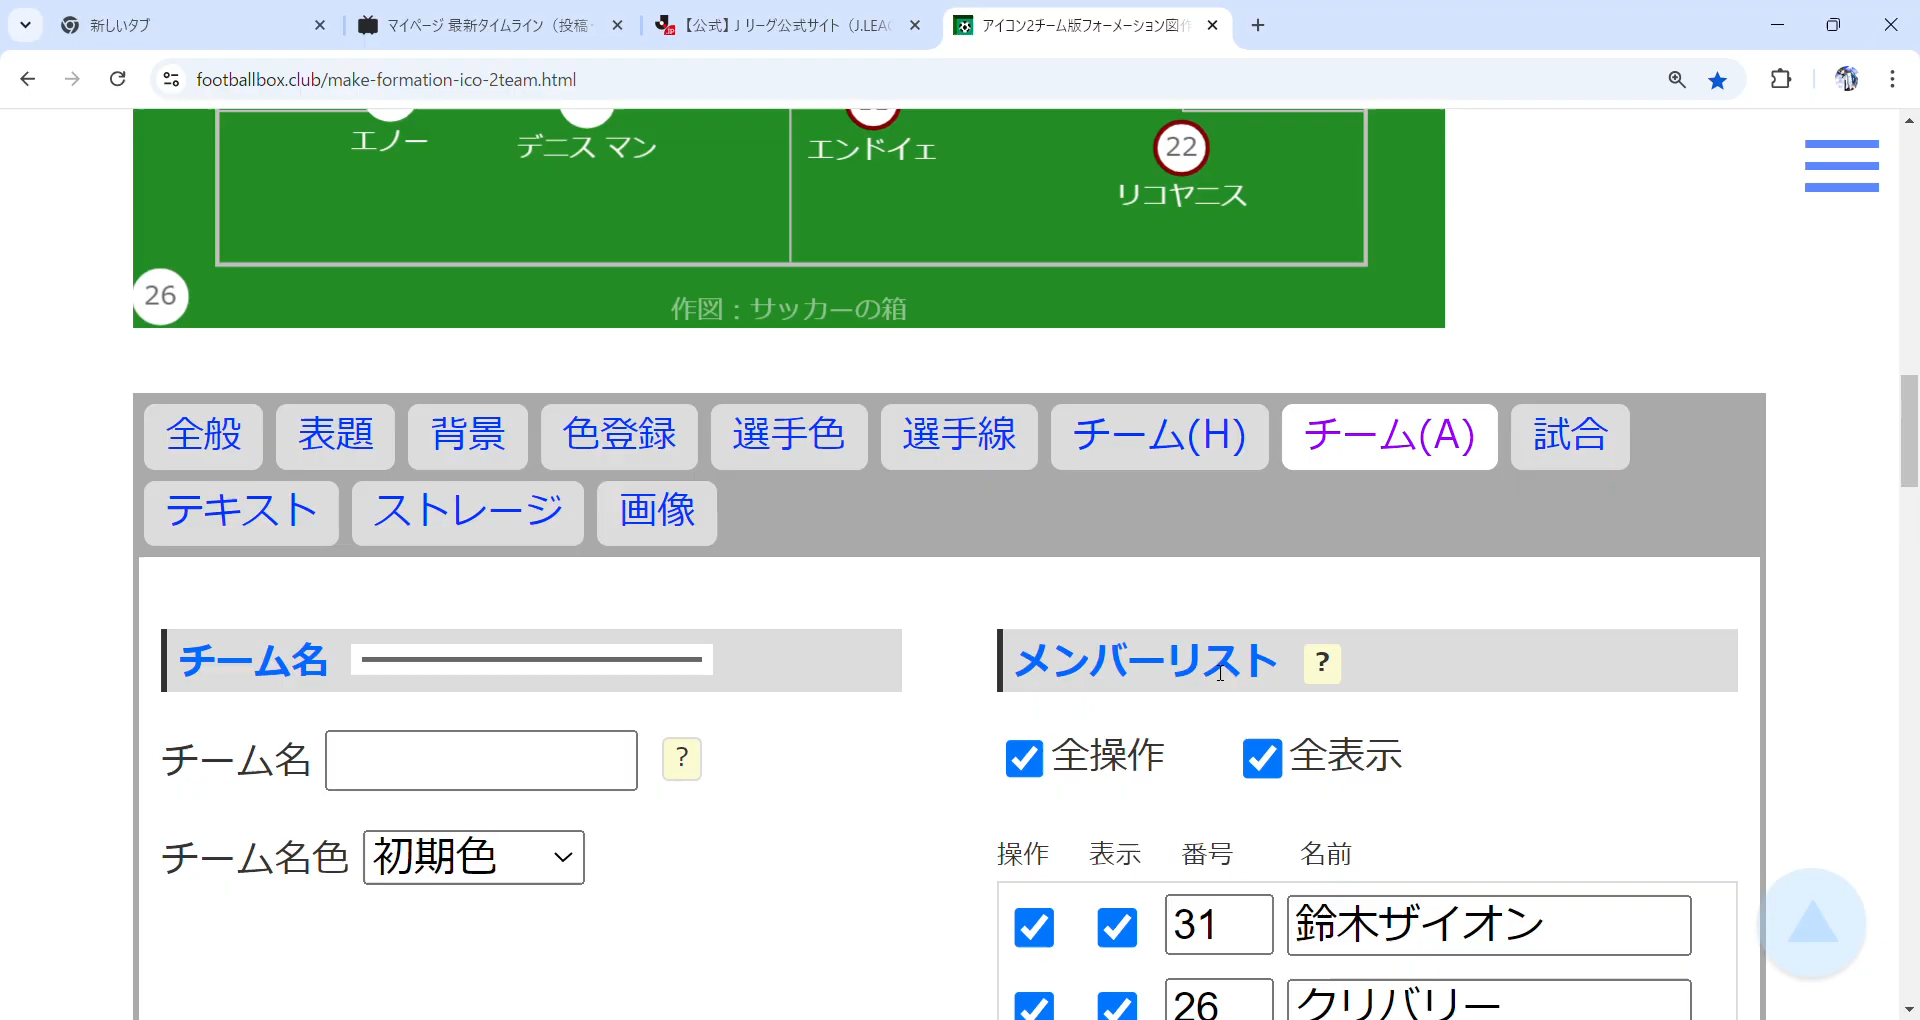 新しいタブ
マイページ 最新タイムライン（投稿
【公式】Jリーグ公式サイト（J.LEAG
アイコン2チーム版フォーメーション図作
footballbox.club/make-formation-ico-2team.html
エノー
デニス マン
エンドイェ
22
リコヤニス
26
作図：サッカーの箱
全般
表題
背景
色登録
選手色
選手線
チーム(H)
チーム(A)
試合
テキスト
ストレージ
画像
チーム名
メンバーリスト
?
チーム名
?
全操作
全表示
チーム名色
初期色
操作
表示
番号
名前
31
鈴木ザイオン
26
クリバリー